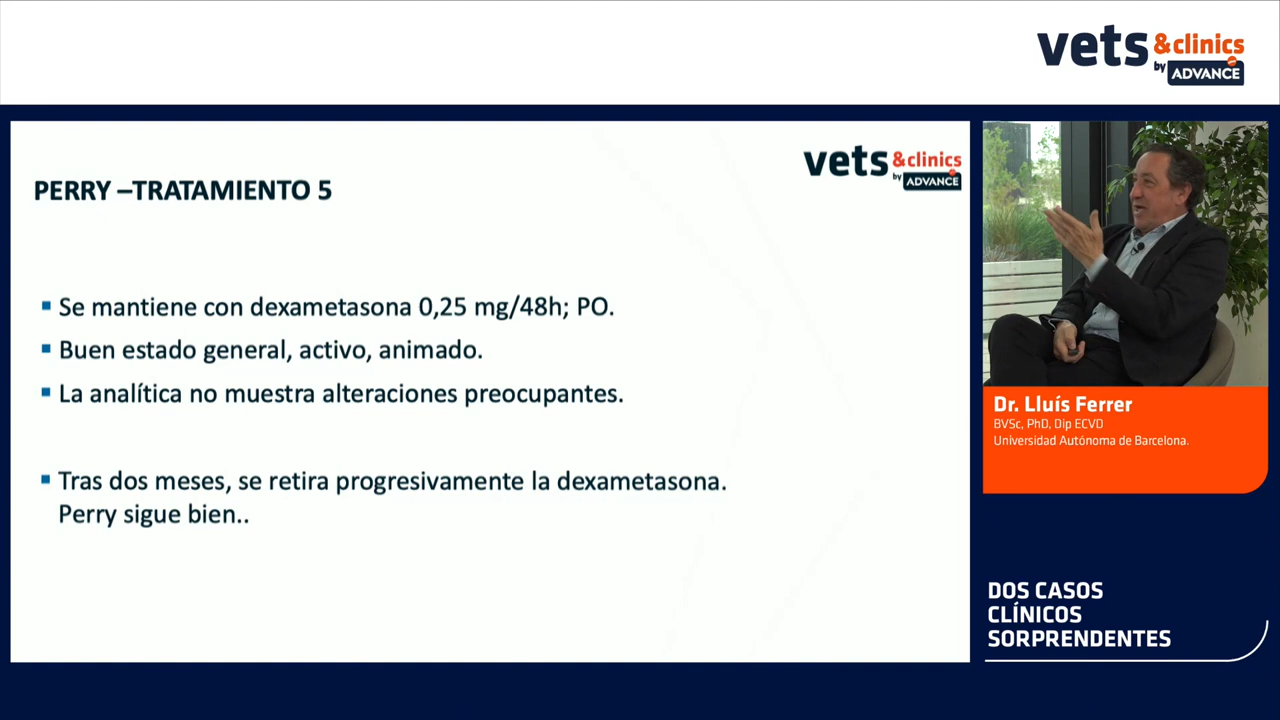 vets &clinics
by ADVANCE
vets &clinics
by ADVANCE
PERRY –TRATAMIENTO 5
▪ Se mantiene con dexametasona 0,25 mg/48h; PO.
▪ Buen estado general, activo, animado.
▪ La analítica no muestra alteraciones preocupantes.
▪ Tras dos meses, se retira progresivamente la dexametasona.
Perry sigue bien..
Dr. Lluís Ferrer
BVSc, PhD, Dip ECVD
Universidad Autónoma de Barcelona.
DOS CASOS
CLÍNICOS
SORPRENDENTES